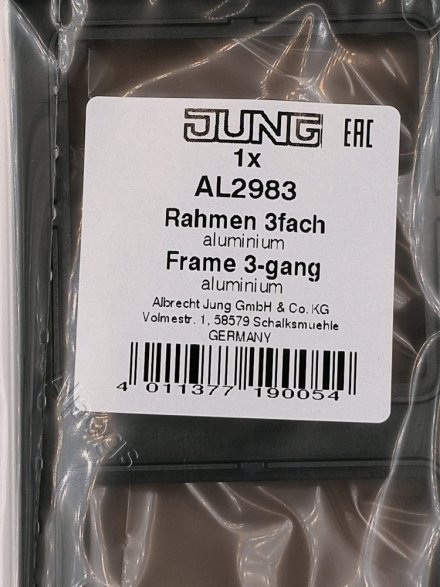 JUNG EAC
1x
AL2983
Rahmen 3fach
aluminium
Frame 3-gang
aluminium
Albrecht Jung GmbH & Co. KG
Volmestr. 1, 58579 Schalksmuehle
GERMANY
4 011377 190054